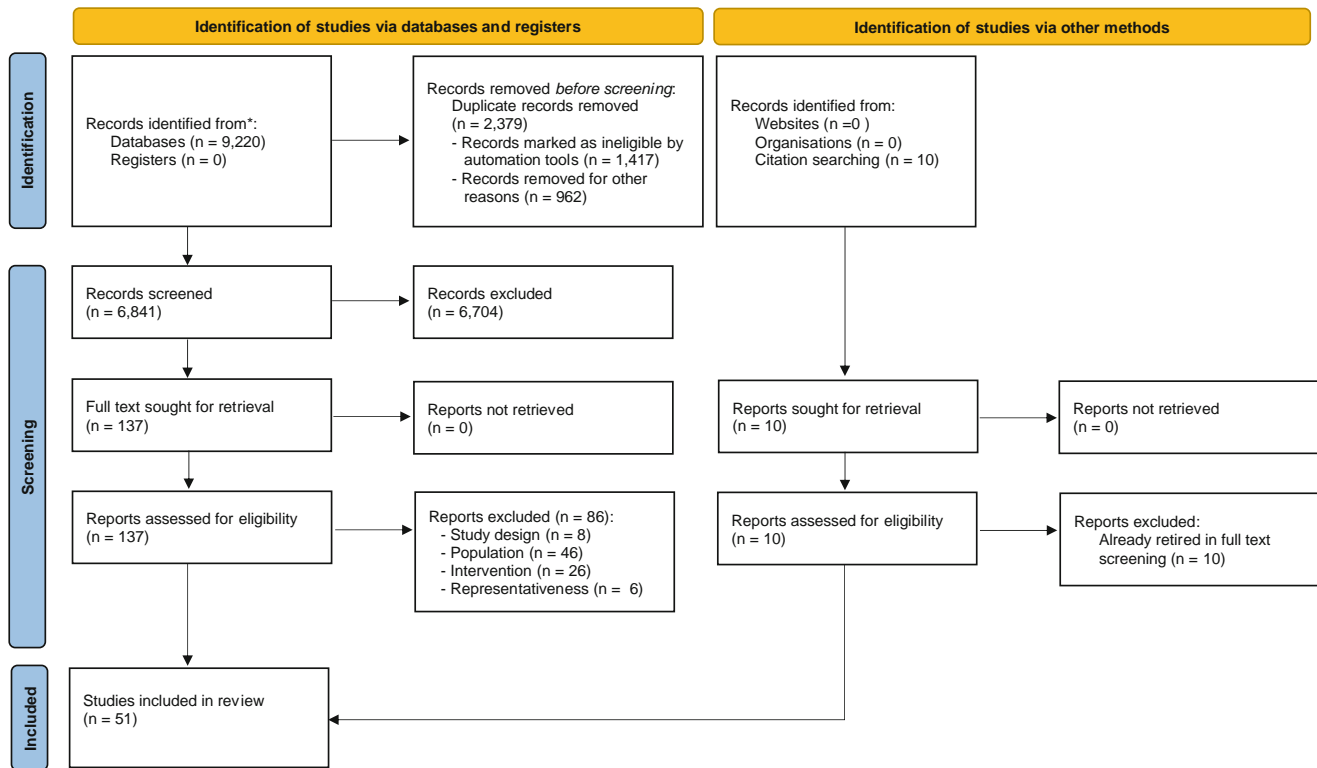 Identification of studies via databases and registers
Identification of studies via other methods
Identification
Records identified from*:
Databases (n = 9,220)
Registers (n = 0)
Records removed before screening:
Duplicate records removed
(n = 2,379)
- Records marked as ineligible by
automation tools (n = 1,417)
- Records removed for other
reasons (n = 962)
Records identified from:
Websites (n =0 )
Organisations (n = 0)
Citation searching (n = 10)
Screening
Records screened
(n = 6,841)
Records excluded
(n = 6,704)
Full text sought for retrieval
(n = 137)
Reports not retrieved
(n = 0)
Reports sought for retrieval
(n = 10)
Reports not retrieved
(n = 0)
Reports assessed for eligibility
(n = 137)
Reports excluded (n = 86):
- Study design (n = 8)
- Population (n = 46)
- Intervention (n = 26)
- Representativeness (n =  6)
Reports assessed for eligibility
(n = 10)
Reports excluded:
Already retired in full text
screening (n = 10)
Included
Studies included in review
(n = 51)